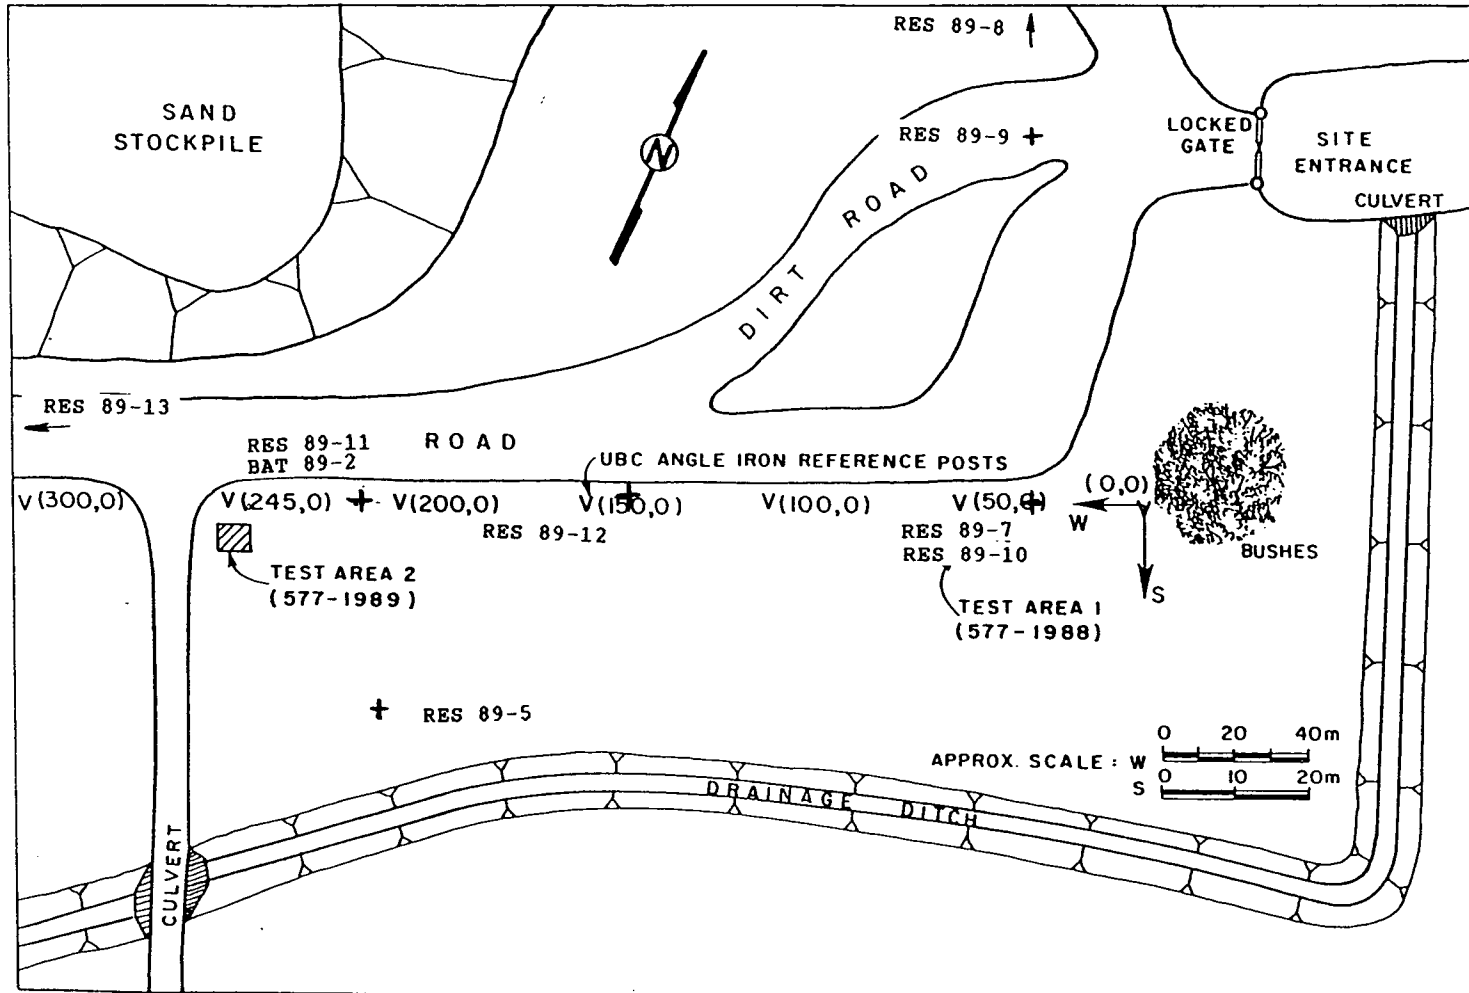 RES 89-8
SAND
STOCKPILE
N
RES 89-9
LOCKED
GATE
SITE
ENTRANCE
CULVERT
DIRT ROAD
RES 89-13
RES 89-11
BAT 89-2
ROAD
UBC ANGLE IRON REFERENCE POSTS
V(300,0) V(245,0) V(200,0) V(150,0) V(100,0) V(50,0) (0,0)
W
RES 89-12
RES 89-7
RES 89-10
BUSHES
TEST AREA 2
(577-1989)
S
TEST AREA 1
(577-1988)
RES 89-5
0 20 40m
APPROX. SCALE : W
0 10 20m
S
DRAINAGE DITCH
CULVERT